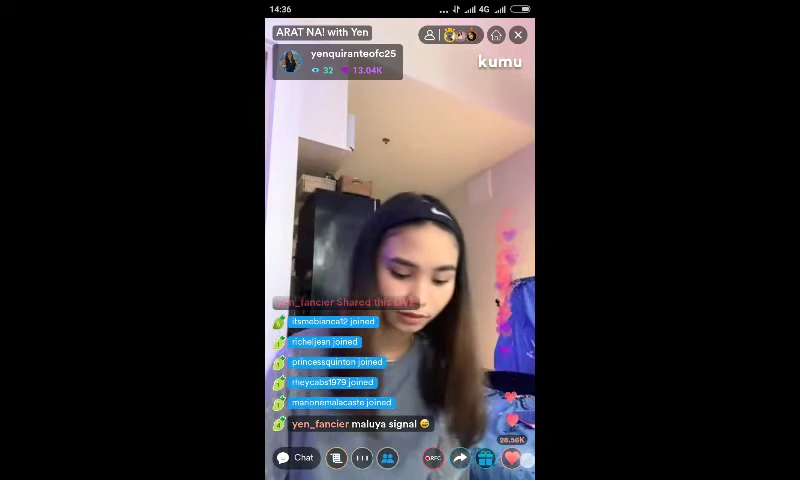 14:36
... 4G
ARAT NA! with Yen
yenquiranteofc25
32 13.04K
kumu
yen_fancier Shared this LIVE
itsmebianca12 joined
richeljean joined
princessquinton joined
rheycabs1979 joined
marionemalacaste joined
yen_fancier maluya signal 😅
28.56K
Chat
RFC